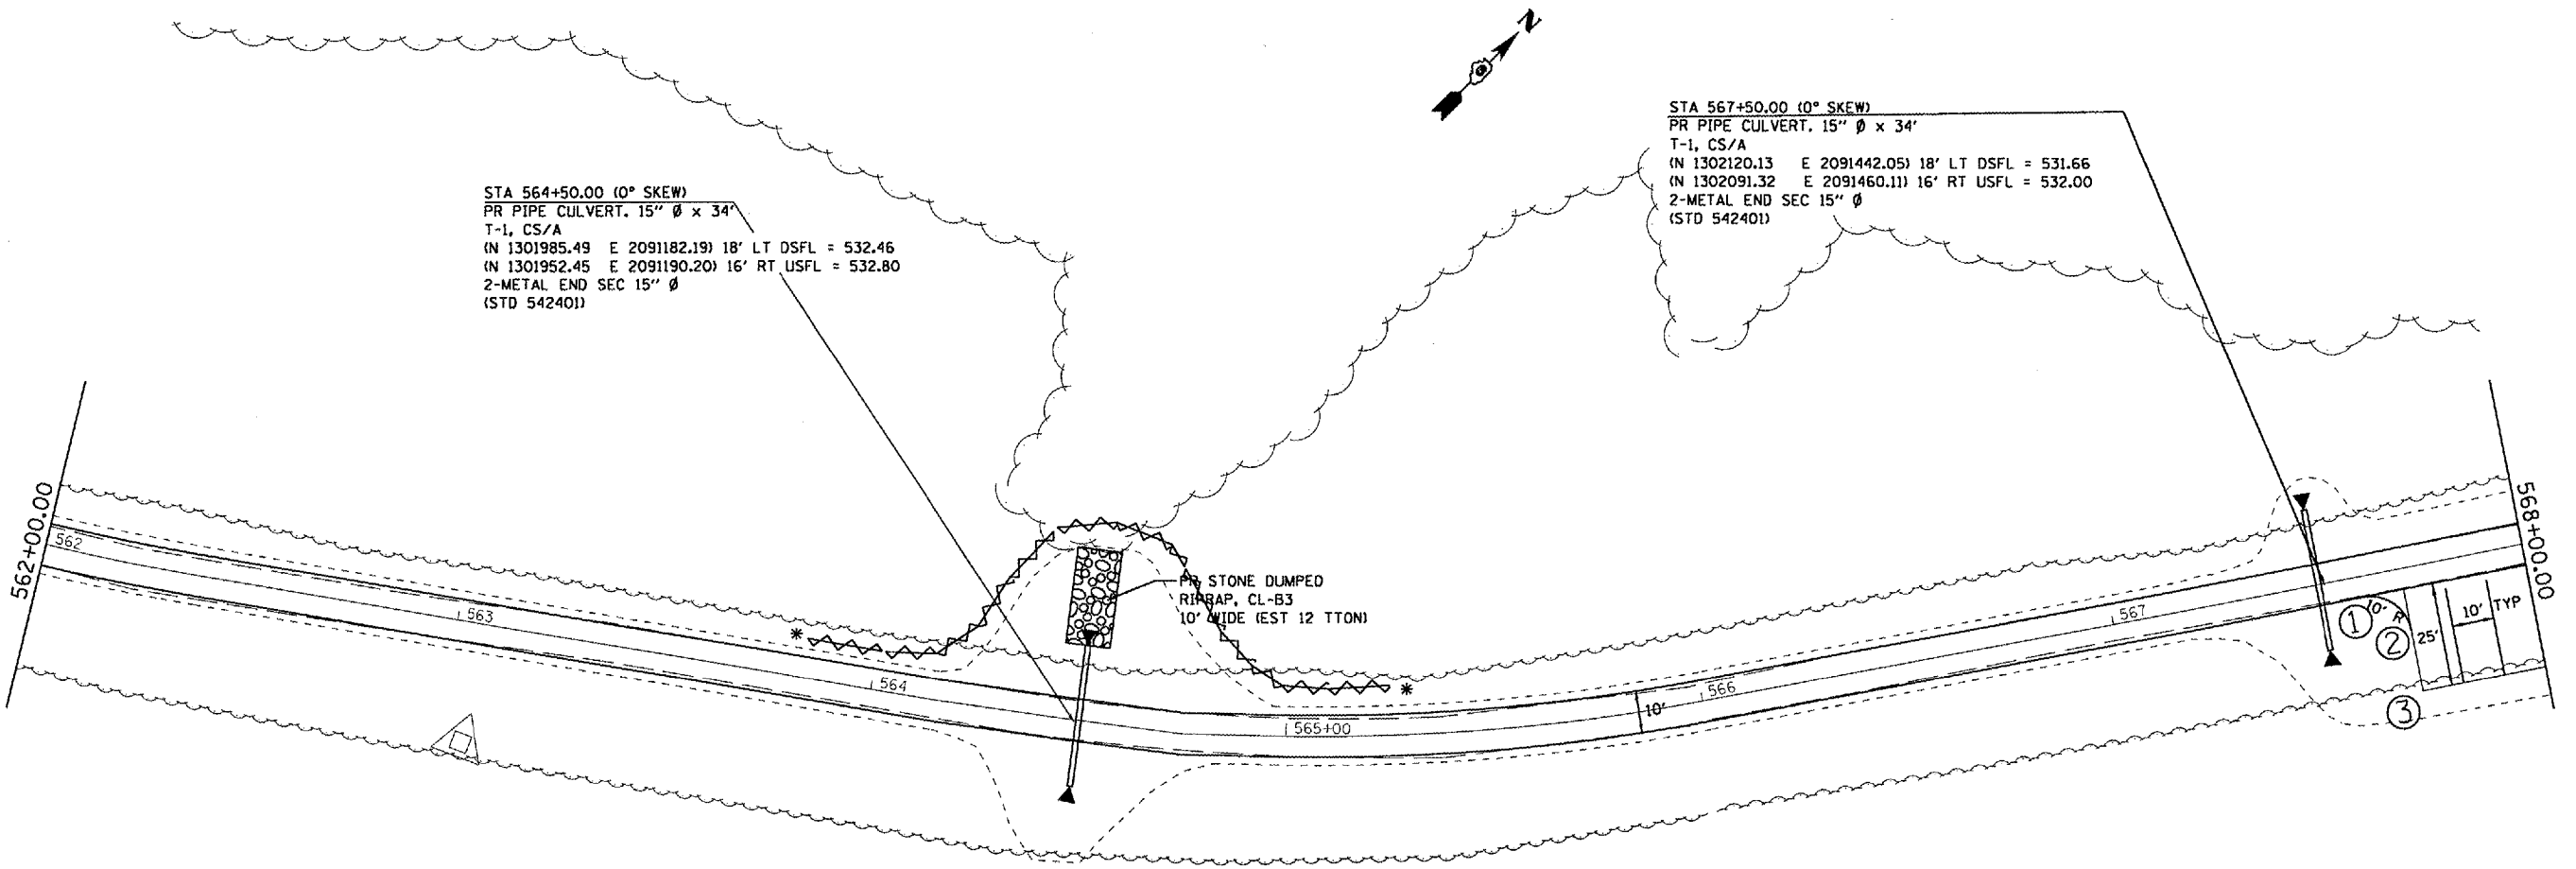 N
STA 567+50.00 (0° SKEW)
PR PIPE CULVERT. 15" Ø x 34'
T-1, CS/A
(N 1302120.13 E 2091442.05) 18' LT DSFL = 531.66
(N 1302091.32 E 2091460.11) 16' RT USFL = 532.00
2-METAL END SEC 15" Ø
(STD 542401)
STA 564+50.00 (0° SKEW)
PR PIPE CULVERT. 15" Ø x 34'
T-1, CS/A
(N 1301985.49 E 2091182.19) 18' LT DSFL = 532.46
(N 1301952.45 E 2091190.20) 16' RT USFL = 532.80
2-METAL END SEC 15" Ø
(STD 542401)
562+00.00
562
563
564
565+00
566
567
568+00.00
PR STONE DUMPED
RIPRAP, CL-B3
10' WIDE (EST 12 TTON)
*
*
10'
1
10' R
2
25'
10' TYP
3